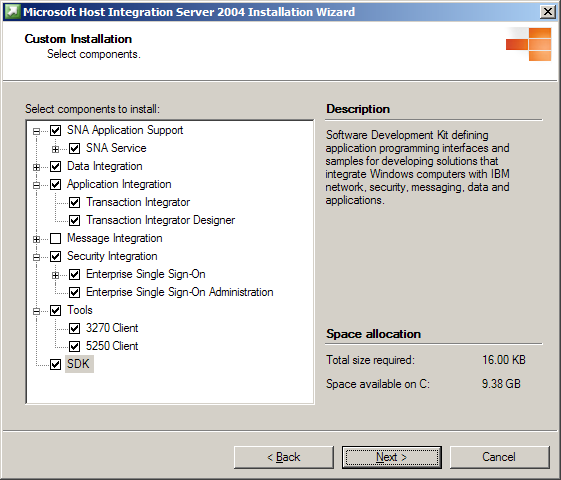 Microsoft Host Integration Server 2004 Installation Wizard
Custom Installation
Select components.
Select components to install:
SNA Application Support
SNA Service
Data Integration
Application Integration
Transaction Integrator
Transaction Integrator Designer
Message Integration
Security Integration
Enterprise Single Sign-On
Enterprise Single Sign-On Administration
Tools
3270 Client
5250 Client
SDK
Description
Software Development Kit defining
application programming interfaces and
samples for developing solutions that
integrate Windows computers with IBM
network, security, messaging, data and
applications.
Space allocation
Total size required: 16.00 KB
Space available on C: 9.38 GB
< Back Next > Cancel